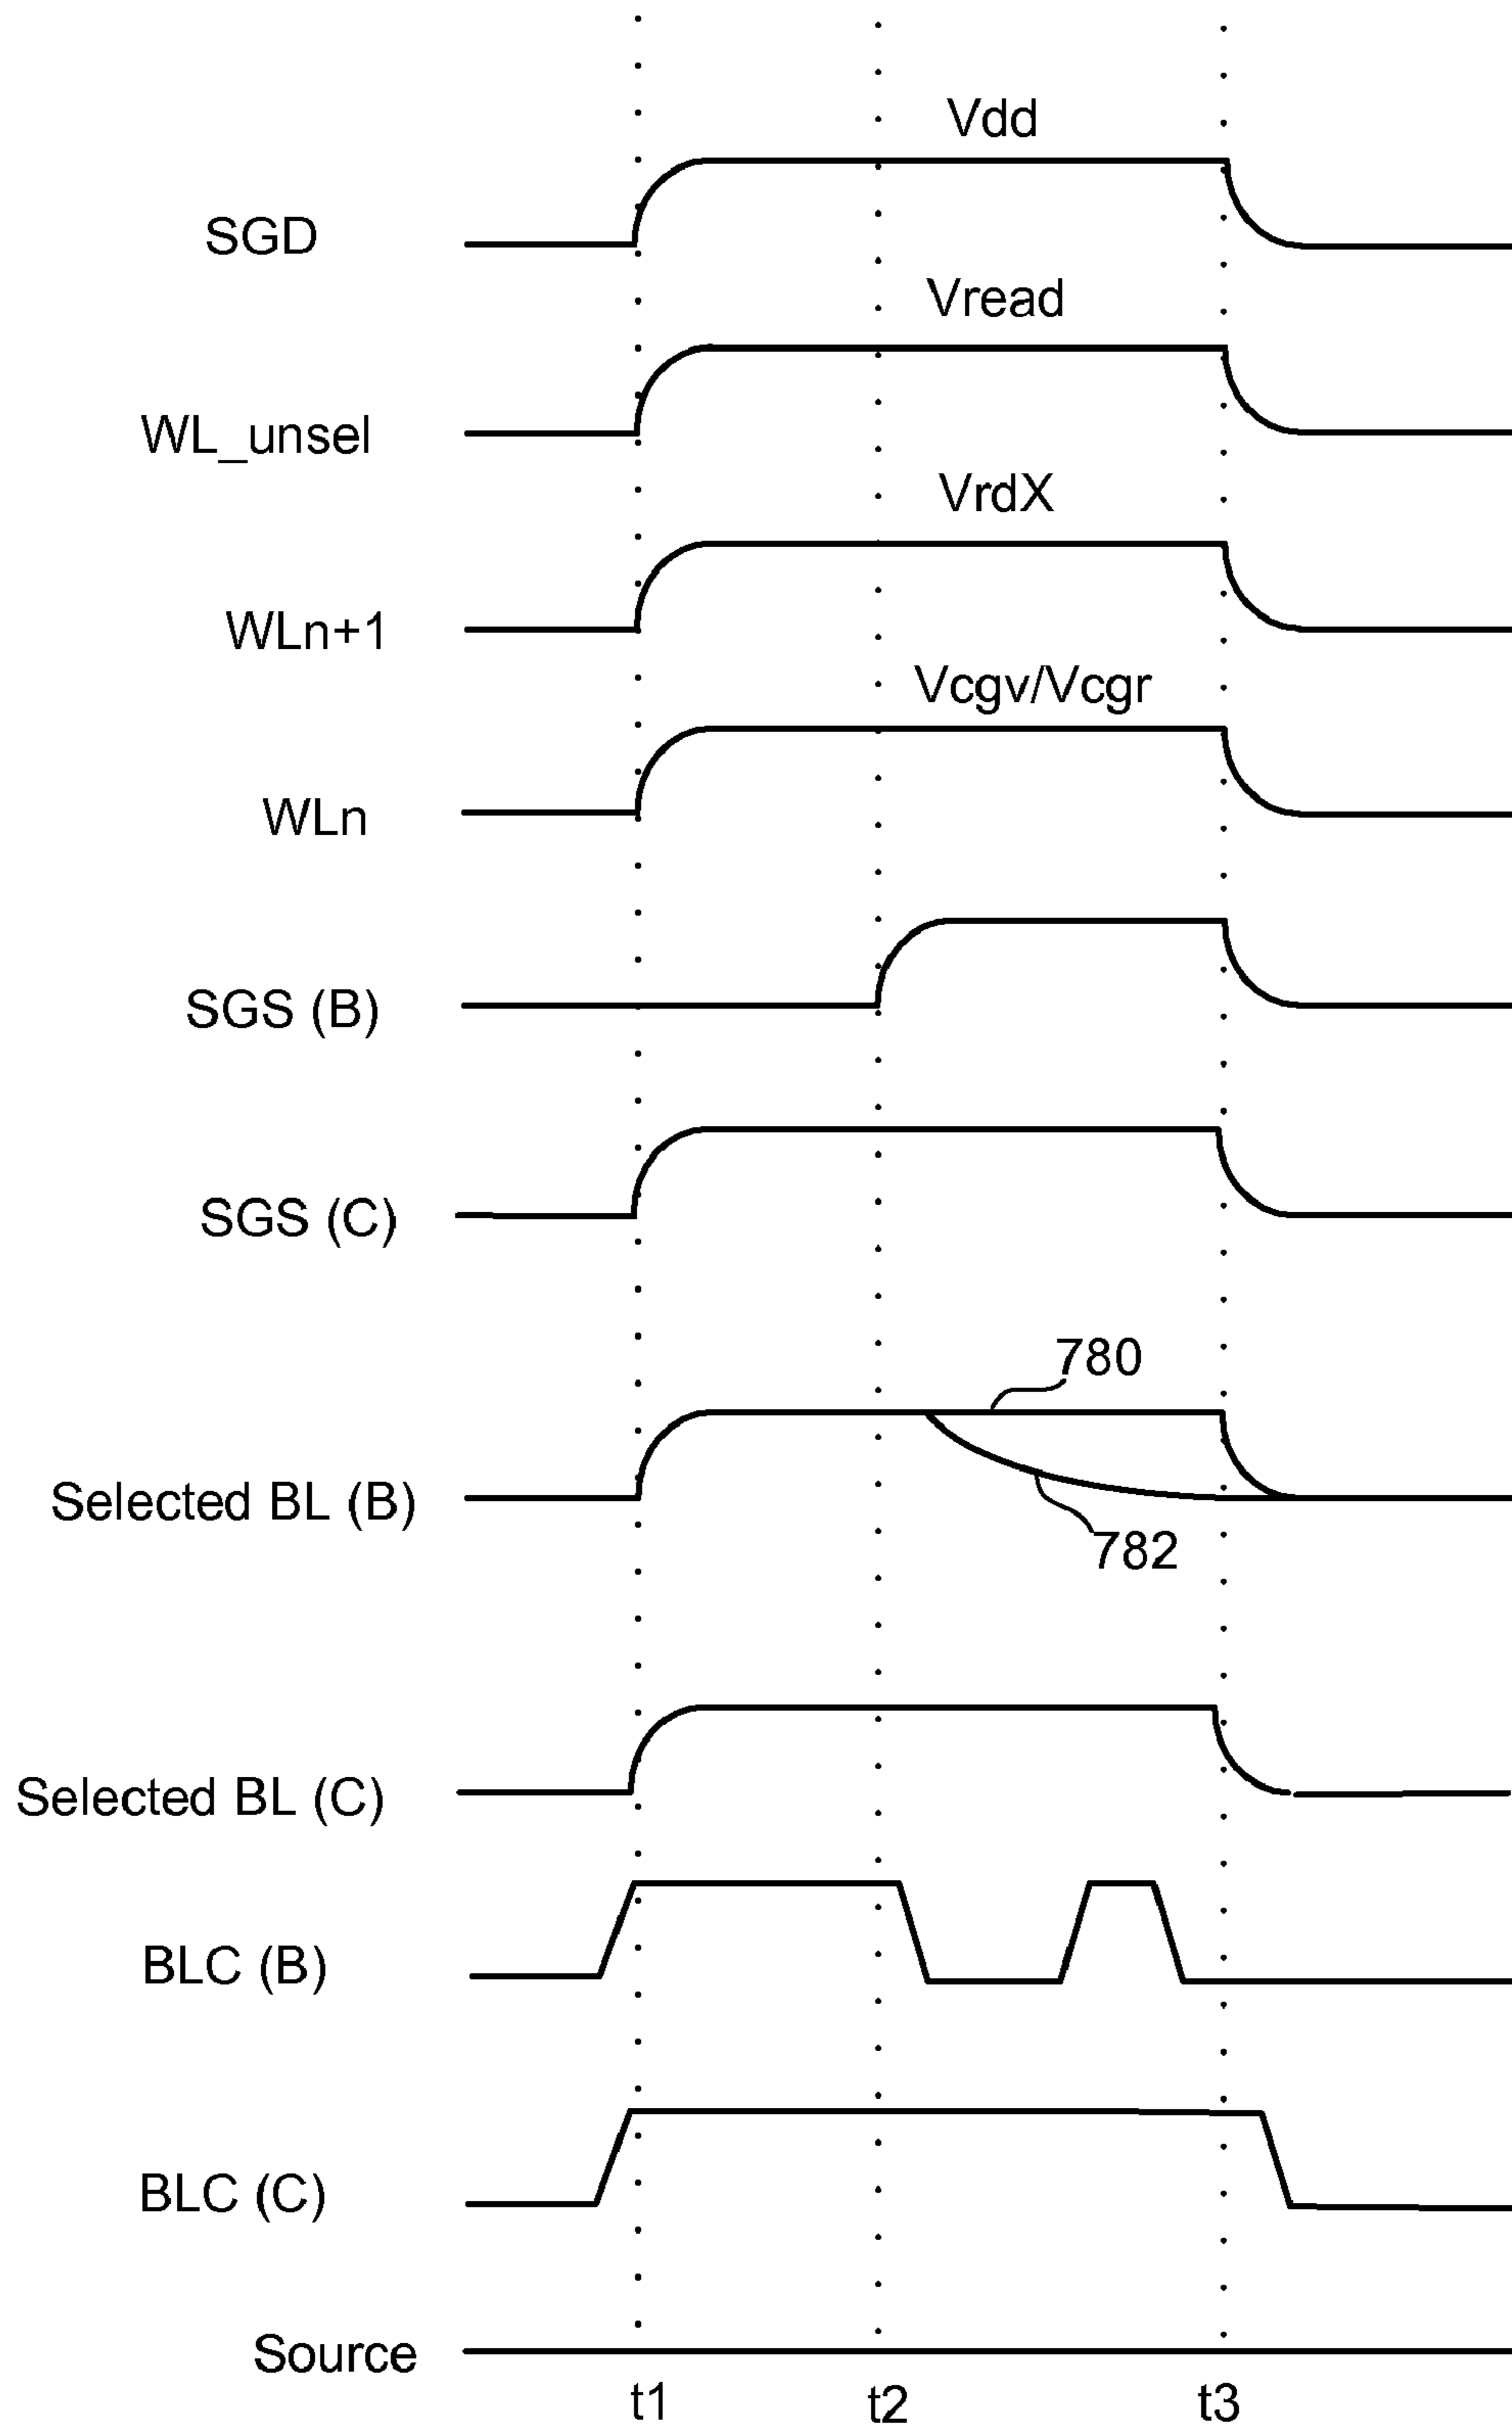 Vdd
SGD
Vread
WL_unsel
VrdX
WLn+1
Vcgv/Vcgr
WLn
SGS (B)
SGS (C)
780
Selected BL (B)
782
Selected BL (C)
BLC (B)
BLC (C)
Source
t1 t2 t3